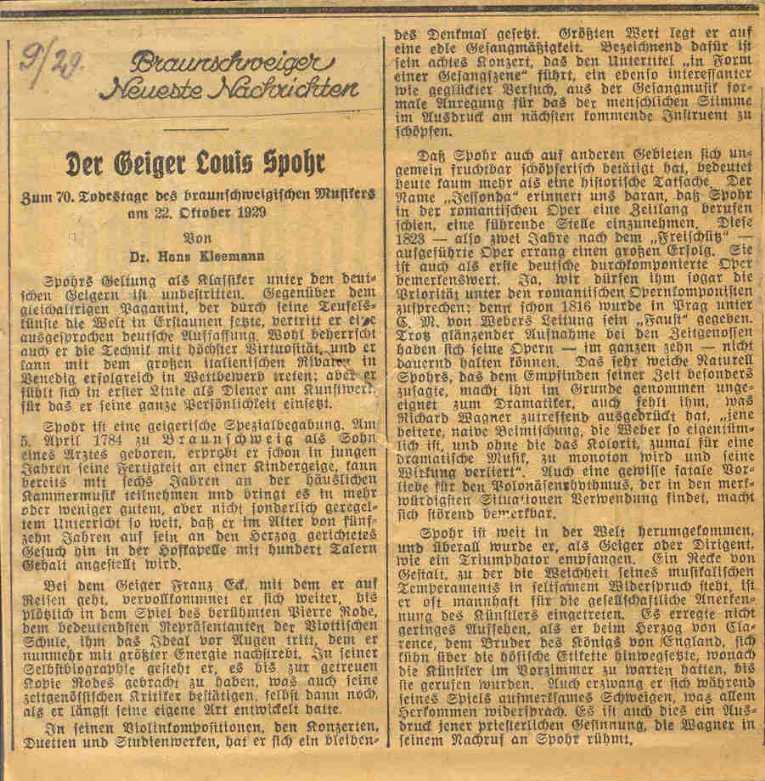 9/29.
Braunschweiger
Neueste Nachrichten
Der Geiger Louis Spohr
Zum 70. Todestage des braunschweigischen Musikers
am 22. Oktober 1929
Von
Dr. Hans Kleemann
Spohrs Geltung als Klassiker unter den deut-
schen Geigern ist unbestritten. Gegenüber dem
gleichaltrigen Paganini, der durch seine Teufels-
künste die Welt in Erstaunen setzte, vertritt er eine
ausgesprochen deutsche Auffassung. Wohl beherrscht
auch er die Technik mit höchster Virtuosität, und er
kann mit dem großen italienischen Rivalen in
Venedig erfolgreich in Wettbewerb treten; aber er
fühlt sich in erster Linie als Diener am Kunstwerk,
für das er seine ganze Persönlichkeit einsetzt.
Spohr ist eine geigerische Spezialbegabung. Am
5. April 1784 zu Braunschweig als Sohn
eines Arztes geboren, erprobt er schon in jungen
Jahren seine Fertigkeit an einer Kindergeige, kann
bereits mit sechs Jahren an der häuslichen
Kammermusik teilnehmen und bringt es in mehr
oder weniger gutem, aber nicht sonderlich geregel-
tem Unterricht so weit, daß er im Alter von fünf-
zehn Jahren auf sein an den Herzog gerichtetes
Gesuch hin in der Hofkapelle mit hundert Talern
Gehalt angestellt wird.
Bei dem Geiger Franz Eck, mit dem er auf
Reisen geht, vervollkommnet er sich weiter, bis
plötzlich in dem Spiel des berühmten Pierre Rode,
dem bedeutendsten Repräsentanten der Viottischen
Schule, ihm das Ideal vor Augen tritt, dem er
nunmehr mit größter Energie nachstrebt. In seiner
Selbstbiographie gesteht er, es bis zur getreuen
Kopie Rodes gebracht zu haben, was auch seine
zeitgenössischen Kritiker bestätigen, selbst dann noch,
als er längst seine eigene Art entwickelt hatte.
In seinen Violinkompositionen, den Konzerten,
Duetten und Studienwerken, hat er sich ein bleiben-
des Denkmal gesetzt. Größten Wert legt er auf
eine edle Gesangmäßigkeit. Bezeichnend dafür ist
sein achtes Konzert, das den Untertitel „in Form
einer Gesangszene“ führt, ein ebenso interessanter
wie geglückter Versuch, aus der Gesangmusik for-
male Anregung für das der menschlichen Stimme
im Ausdruck am nächsten kommende Instruent zu
schöpfen.
Daß Spohr auch auf anderen Gebieten sich un-
gemein fruchtbar schöpferisch betätigt hat, bedeutet
heute kaum mehr als eine historische Tatsache. Der
Name „Jessonda“ erinnert uns daran, daß Spohr
in der romantischen Oper eine Zeitlang berufen
schien, eine führende Stelle einzunehmen. Diese
1823 — also zwei Jahre nach dem „Freischütz“ —
aufgeführte Oper errang einen großen Erfolg. Sie
ist auch als erste deutsche durchkomponierte Oper
bemerkenswert. Ja, wir dürfen ihm sogar die
Priorität unter den romantischen Opernkomponisten
zusprechen; denn schon 1816 wurde in Prag unter
C. M. von Webers Leitung sein „Faust“ gegeben.
Trotz glänzender Aufnahme bei den Zeitgenossen
haben sich seine Opern — im ganzen zehn — nicht
dauernd halten können. Das sehr weiche Naturell
Spohrs, das dem Empfinden seiner Zeit besonders
zusagte, macht ihn im Grunde genommen unge-
eignet zum Dramatiker, auch fehlt ihm, was
Richard Wagner zutreffend ausgedrückt hat, „jene
heitere, naive Beimischung, die Weber so eigentüm-
lich ist, und ohne die das Kolorit, zumal für eine
dramatische Musik, zu monoton wird und seine
Wirkung verliert“. Auch eine gewisse fatale Vor-
liebe für den Polonäsenrhythmus, der in den merk-
würdigsten Situationen Verwendung findet, macht
sich störend bemerkbar.
Spohr ist weit in der Welt herumgekommen,
und überall wurde er, als Geiger oder Dirigent,
wie ein Triumphator empfangen. Ein Recke von
Gestalt, zu der die Weichheit seines musikalischen
Temperaments in seltsamem Widerspruch steht, ist
er oft mannhaft für die gesellschaftliche Anerken-
nung des Künstlers eingetreten. Es erregte nicht
geringes Aufsehen, als er beim Herzog von Cla-
rence, dem Bruder des Königs von England, sich
kühn über die höfische Etikette hinwegsetzte, wonach
die Künstler im Vorzimmer zu warten hatten, bis
sie gerufen wurden. Auch erzwang er sich während
seines Spiels aufmerksames Schweigen, was allem
Herkommen widersprach. Es ist auch dies ein Aus-
druck jener priesterlichen Gesinnung, die Wagner in
seinem Nachruf an Spohr rühmt.